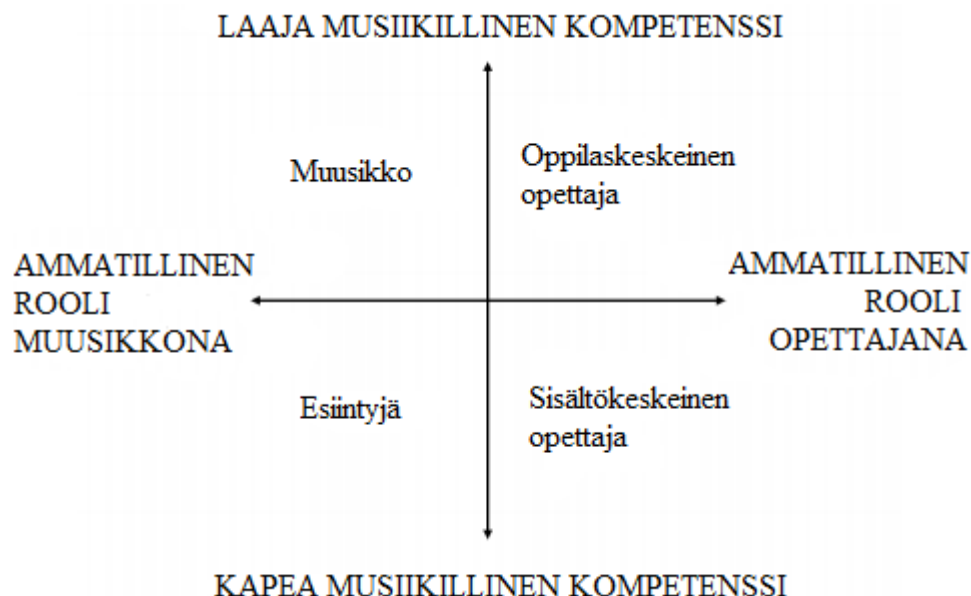 LAAJA MUSIIKILLINEN KOMPETENSSI
Muusikko
Oppilaskeskeinen
opettaja
AMMATILLINEN
ROOLI
MUUSIKKONA
AMMATILLINEN
ROOLI
OPETTAJANA
Esiintyjä
Sisältökeskeinen
opettaja
KAPEA MUSIIKILLINEN KOMPETENSSI